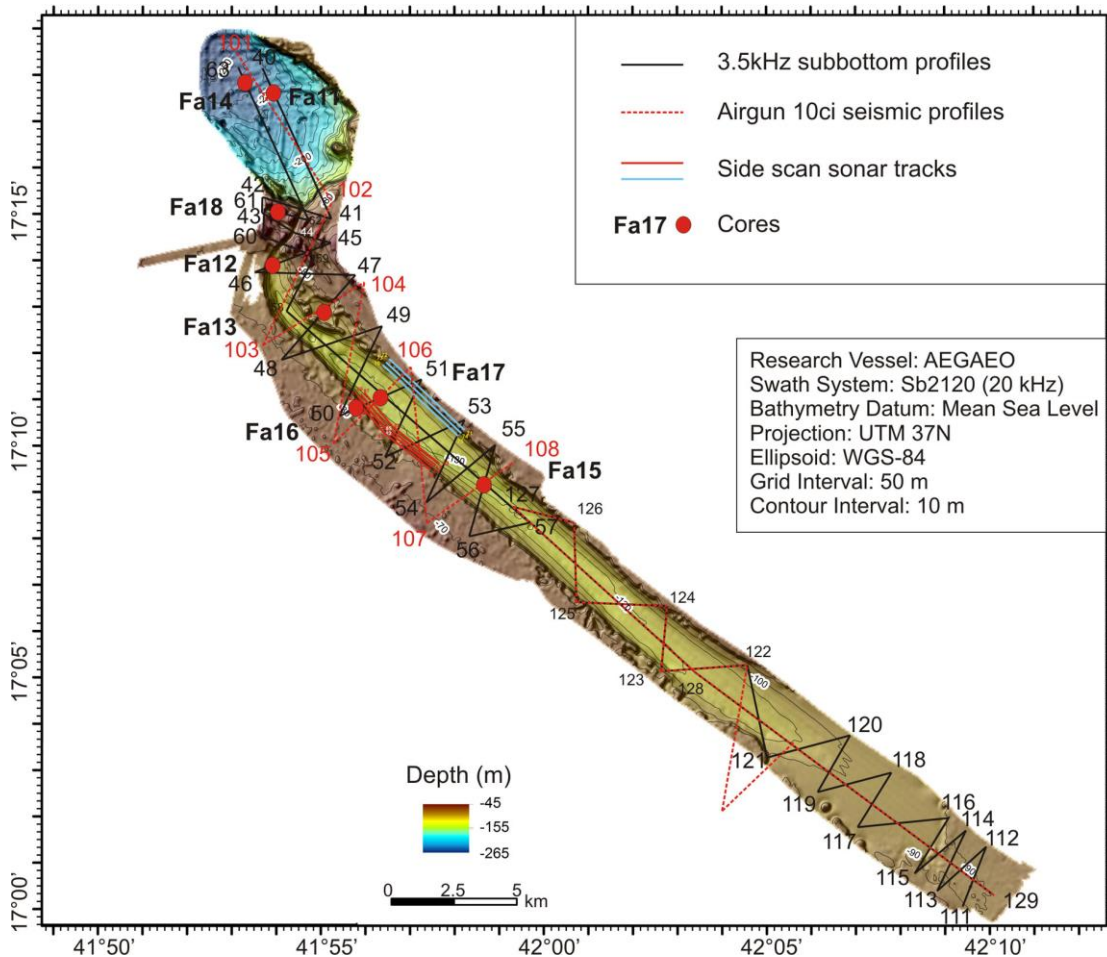 3.5kHz subbottom profiles
Airgun 10ci seismic profiles
Side scan sonar tracks
Fa17 Cores
Research Vessel: AEGAEO
Swath System: Sb2120 (20 kHz)
Bathymetry Datum: Mean Sea Level
Projection: UTM 37N
Ellipsoid: WGS-84
Grid Interval: 50 m
Contour Interval: 10 m
101
40
63
Fa14
Fa11
-200
42
102
61
Fa18
43
41
44
45
60
Fa12
47
46
104
49
Fa13
103
48
106
51
Fa17
53
50
55
Fa16
105
52
-130
108
Fa15
54
127
126
107
-70
57
56
125
-120
124
122
123
128
-100
120
121
118
119
116
114
117
112
-90
-90
115
113
111
129
Depth (m)
-45
-155
-265
0 2.5 5
km
17°15'
17°10'
17°05'
17°00'
41°50' 41°55' 42°00' 42°05' 42°10'